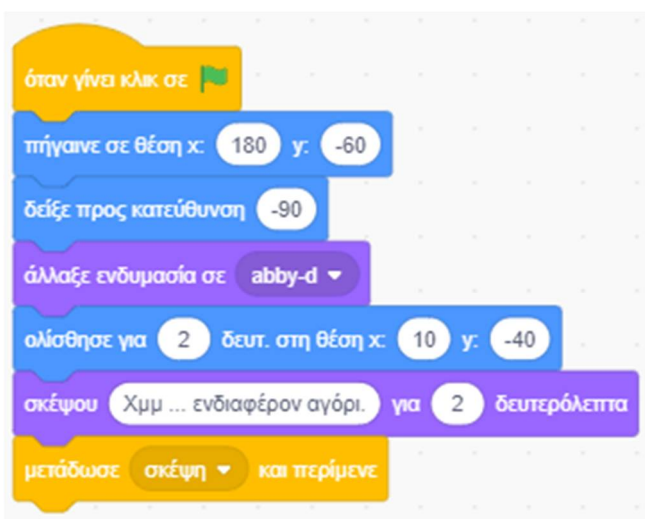 όταν γίνει κλικ σε
πήγαινε σε θέση x: 180 y: -60
δείξε προς κατεύθυνση -90
άλλαξε ενδυμασία σε abby-d
ολίσθησε για 2 δευτ. στη θέση x: 10 y: -40
σκέψου Χμμ ... ενδιαφέρον αγόρι. για 2 δευτερόλεπτα
μετάδωσε σκέψη και περίμενε